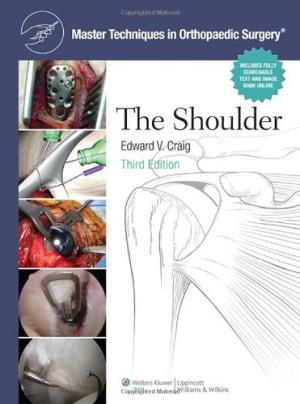 Master Techniques in Orthopaedic Surgery®
INCLUDES FULLY
SEARCHABLE
TEXT AND IMAGE
BANK ONLINE
The Shoulder
Edward V. Craig
Third Edition
Wolters Kluwer
Lippincott
Williams & Wilkins